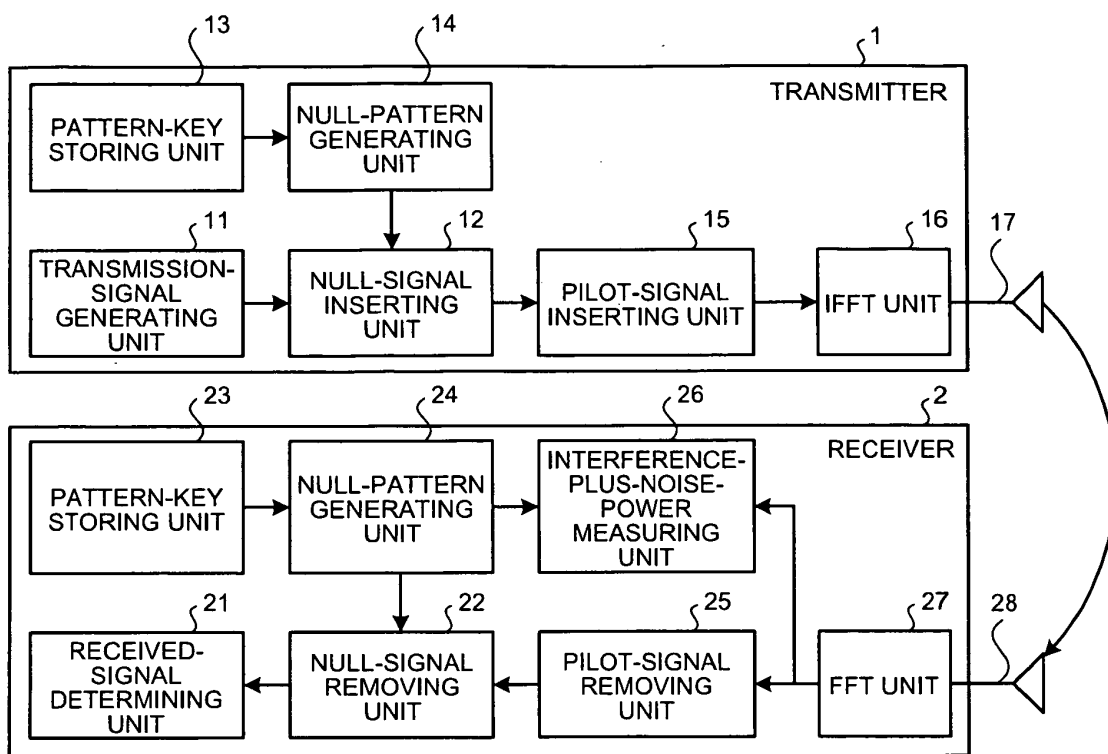 13
14
1
TRANSMITTER
PATTERN-KEY
STORING UNIT
NULL-PATTERN
GENERATING
UNIT
11
12
15
16
17
TRANSMISSION-
SIGNAL
GENERATING
UNIT
NULL-SIGNAL
INSERTING
UNIT
PILOT-SIGNAL
INSERTING UNIT
IFFT UNIT
23
24
26
2
RECEIVER
PATTERN-KEY
STORING UNIT
NULL-PATTERN
GENERATING
UNIT
INTERFERENCE-
PLUS-NOISE-
POWER
MEASURING
UNIT
21
22
25
27
28
RECEIVED-
SIGNAL
DETERMINING
UNIT
NULL-SIGNAL
REMOVING
UNIT
PILOT-SIGNAL
REMOVING
UNIT
FFT UNIT